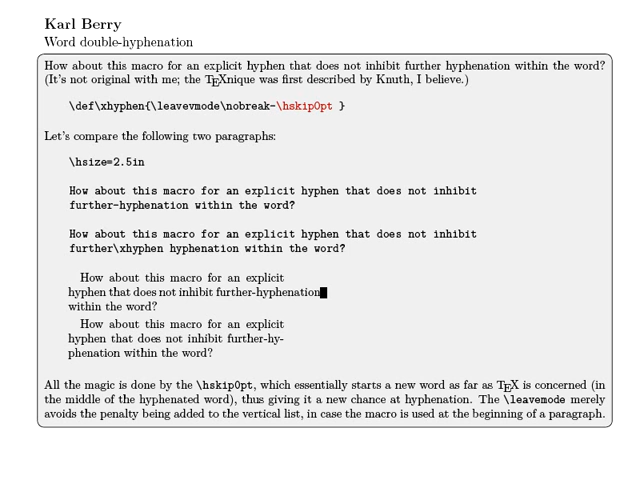 Karl Berry
Word double-hyphenation
How about this macro for an explicit hyphen that does not inhibit further hyphenation within the word?
(It's not original with me; the TEXnique was first described by Knuth, I believe.)
\def\xhyphen{\leavevmode\nobreak-\hskip0pt }
Let's compare the following two paragraphs:
\hsize=2.5in
How about this macro for an explicit hyphen that does not inhibit
further-hyphenation within the word?
How about this macro for an explicit hyphen that does not inhibit
further\xhyphen hyphenation within the word?
How about this macro for an explicit
hyphen that does not inhibit further-hyphenation
within the word?
How about this macro for an explicit
hyphen that does not inhibit further-hy-
phenation within the word?
All the magic is done by the \hskip0pt, which essentially starts a new word as far as TEX is concerned (in
the middle of the hyphenated word), thus giving it a new chance at hyphenation. The \leavemode merely
avoids the penalty being added to the vertical list, in case the macro is used at the beginning of a paragraph.